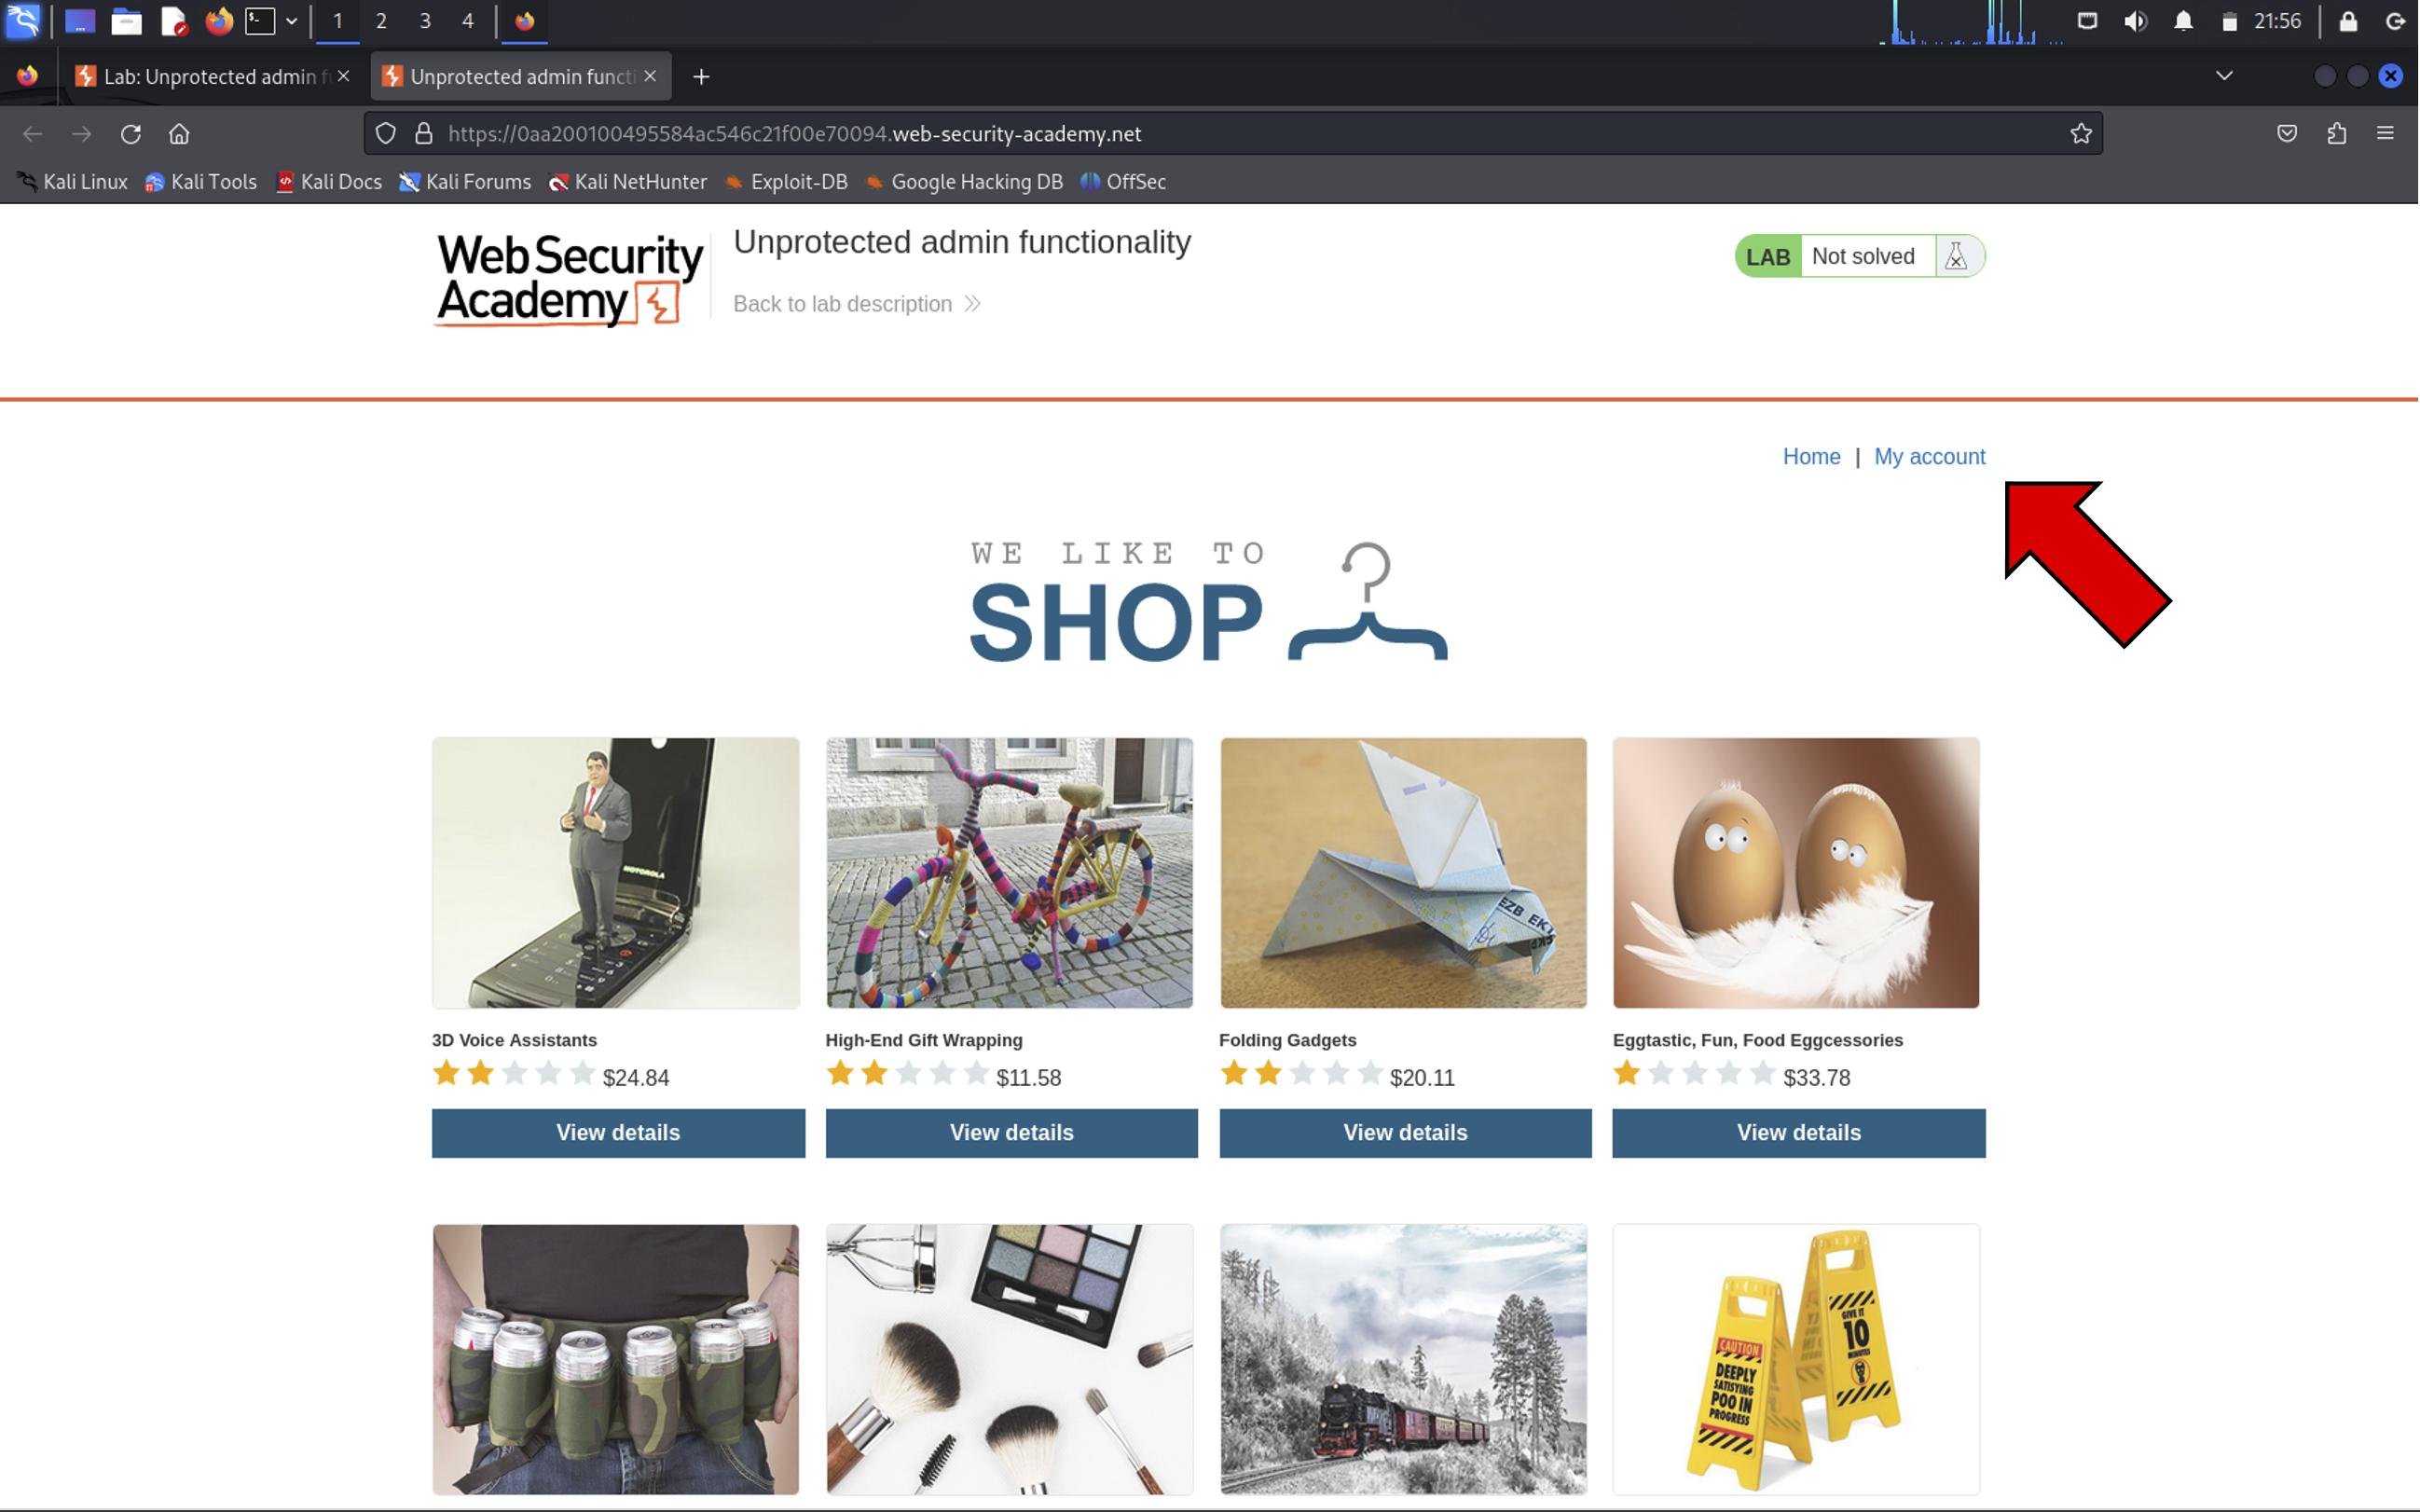 1 2 3 4 21:56
Lab: Unprotected admin f
Unprotected admin functi
https://0aa200100495584ac546c21f00e70094.web-security-academy.net
Kali Linux Kali Tools Kali Docs Kali Forums Kali NetHunter Exploit-DB Google Hacking DB OffSec
Web Security
Academy
Unprotected admin functionality
Back to lab description
LAB Not solved
Home | My account
WE LIKE TO
SHOP
MOTOROLA
EZB EK
3D Voice Assistants
$24.84
View details
High-End Gift Wrapping
$11.58
View details
Folding Gadgets
$20.11
View details
Eggtastic, Fun, Food Eggcessories
$33.78
View details
CAUTION
DEEPLY
SATISFYING
POO IN
PROGRESS
GIVE IT
10
MINUTES